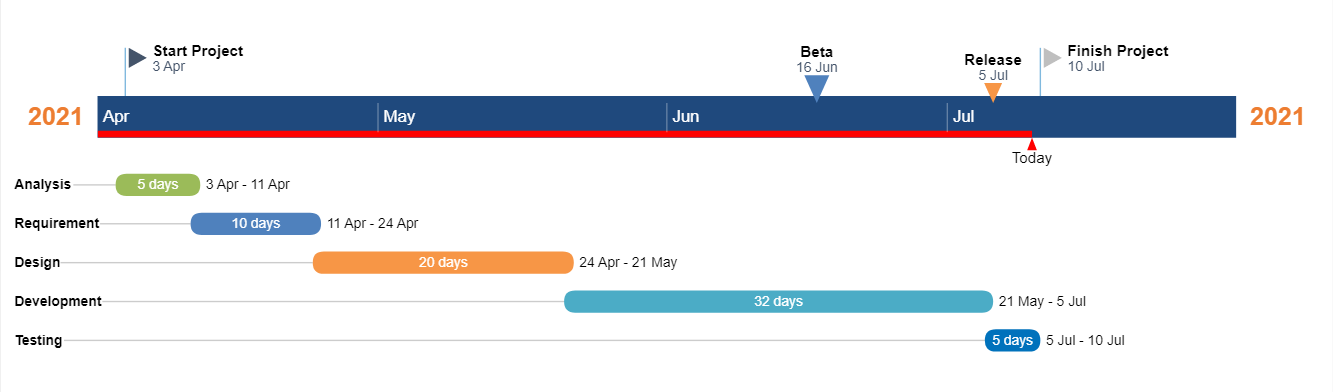 Start Project
3 Apr
Beta
16 Jun
Release
5 Jul
Finish Project
10 Jul
2021 Apr May Jun Jul 2021
Today
Analysis 5 days 3 Apr - 11 Apr
Requirement 10 days 11 Apr - 24 Apr
Design 20 days 24 Apr - 21 May
Development 32 days 21 May - 5 Jul
Testing 5 days 5 Jul - 10 Jul